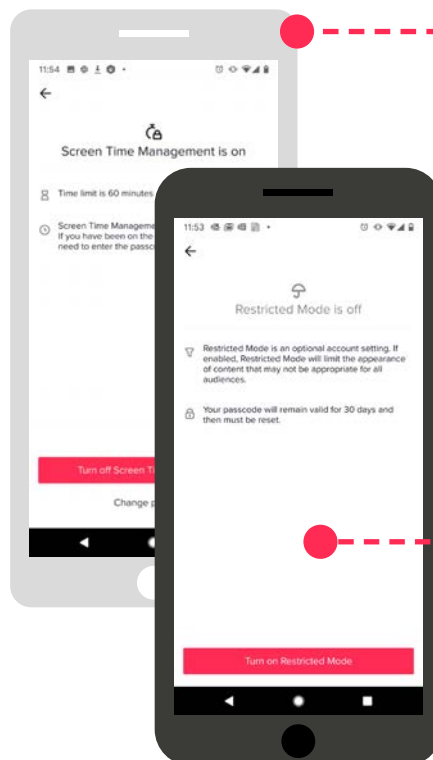 11:54
Screen Time Management is on
Time limit is 60 minutes
Screen Time Manageme
If you have been on the
need to enter the passc
Turn off Screen Ti
Change p
11:53
Restricted Mode is off
Restricted Mode is an optional account setting. If
enabled, Restricted Mode will limit the appearance
of content that may not be appropriate for all
audiences.
Your passcode will remain valid for 30 days and
then must be reset.
Turn on Restricted Mode